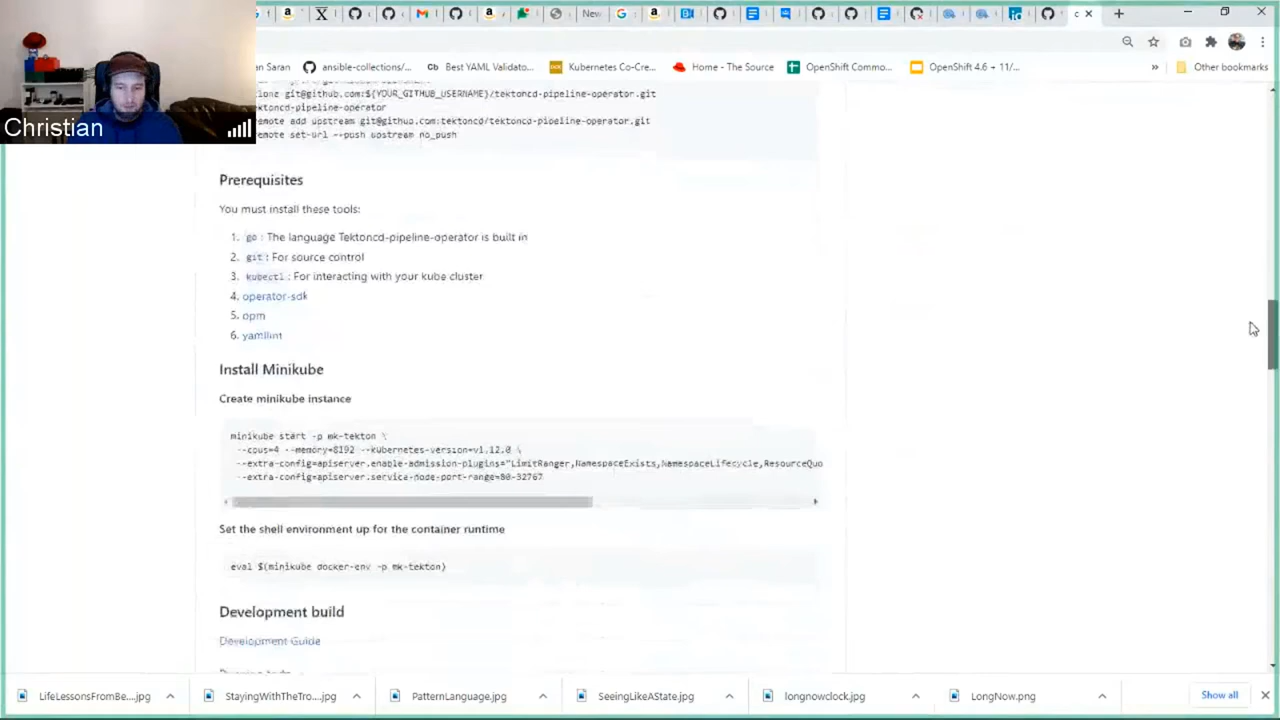 New
an Saran
ansible-collections/...
Cb Best YAML Validato...
Kubernetes Co-Cre...
Home - The Source
OpenShift Commo...
OpenShift 4.6 + 11/...
»
Other bookmarks
Christian
clone git@github.com:${YOUR_GITHUB_USERNAME}/tektoncd-pipeline-operator.git
ektoncd-pipeline-operator
remote add upstream git@github.com:tektoncd/tektoncd-pipeline-operator.git
remote set-url --push upstream no_push
Prerequisites
You must install these tools:
1. go : The language Tektoncd-pipeline-operator is built in
2. git : For source control
3. kubectl : For interacting with your kube cluster
4. operator-sdk
5. opm
6. yamllint
Install Minikube
Create minikube instance
minikube start -p mk-tekton \
--cpus=4 --memory=8192 --kubernetes-version=v1.12.0 \
--extra-config=apiserver.enable-admission-plugins="LimitRanger,NamespaceExists,NamespaceLifecycle,ResourceQuo
--extra-config=apiserver.service-node-port-range=80-32767
Set the shell environment up for the container runtime
eval $(minikube docker-env -p mk-tekton)
Development build
Development Guide
LifeLessonsFromBe....jpg
StayingWithTheTro....jpg
PatternLanguage.jpg
SeeingLikeAState.jpg
longnowclock.jpg
LongNow.png
Show all